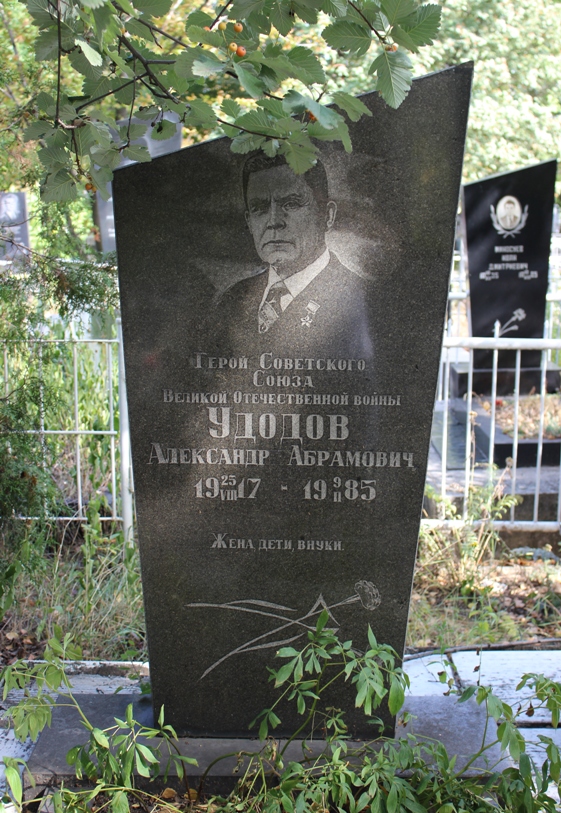 Герой Советского
Союза
Великой Отечественной войны
Удодов
Александр Абрамович
19 25/VIII 17 - 19 9/II 85
Жена, дети, внуки.
Дмитриевич